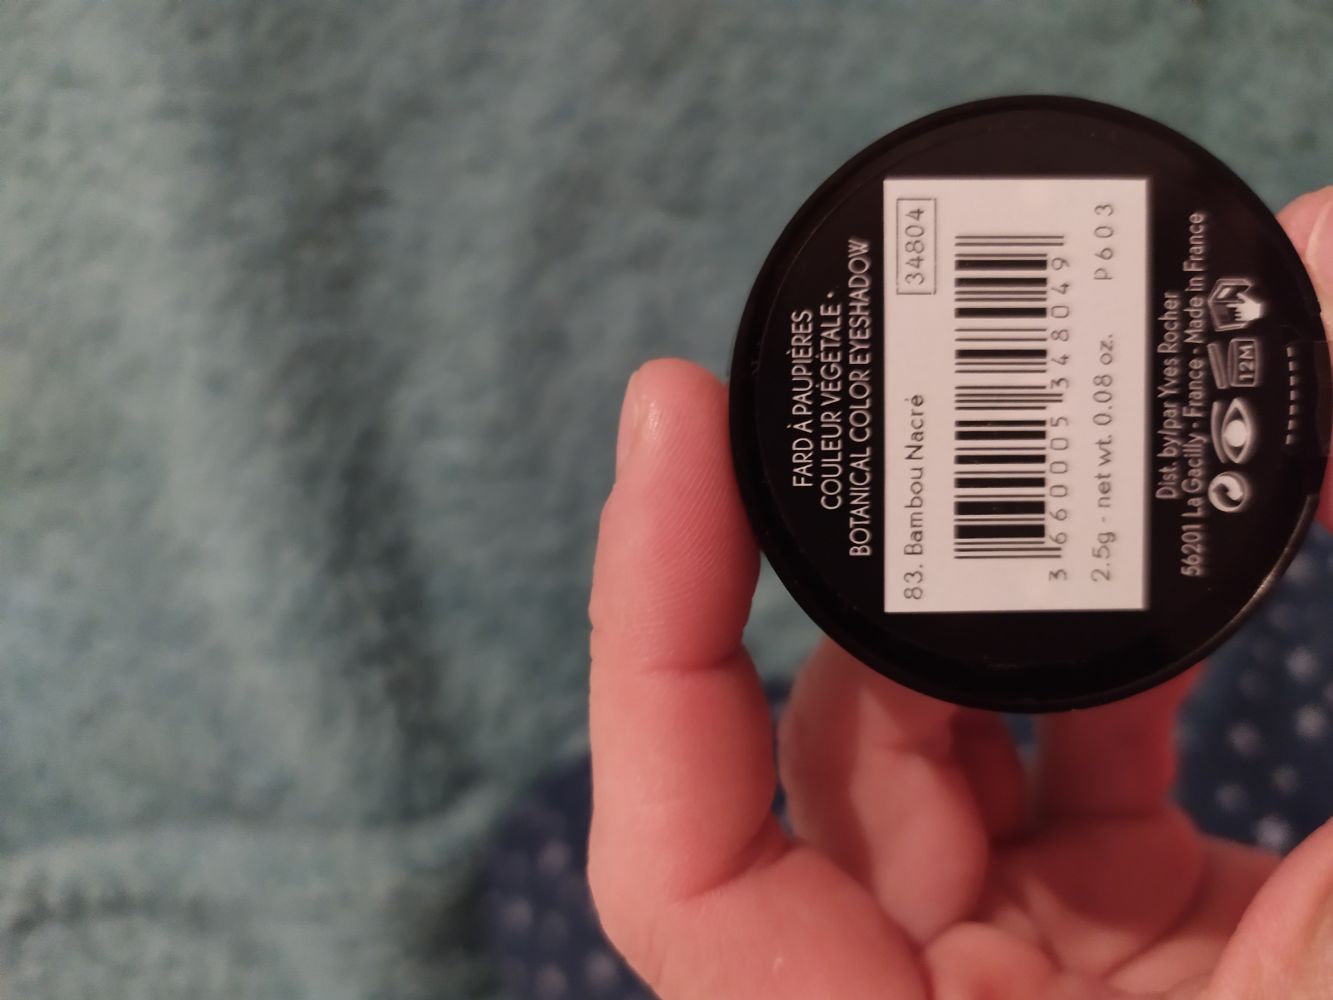 FARD À PAUPIÈRES
COULEUR VÉGÉTALE •
BOTANICAL COLOR EYESHADOW
34804
83. Bambou Nacré
3 660005 348049
2.5g - net wt. 0.08 oz. P603
Dist. by/par Yves Rocher
56201 La Gacilly - France - Made in France
12M